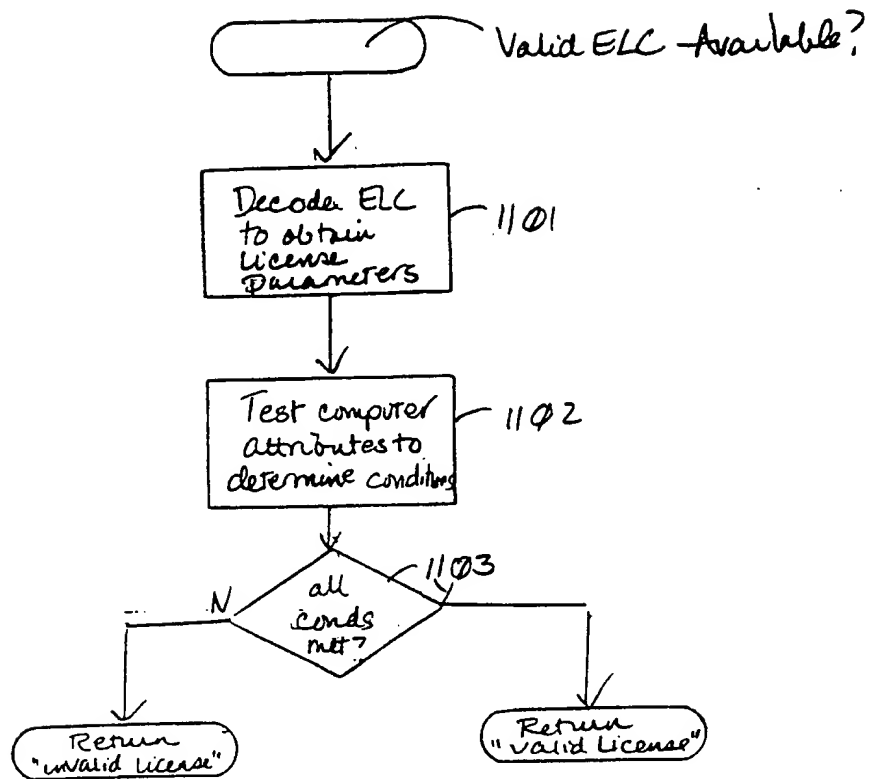 Valid ELC Available?
Decode ELC
to obtain
License
Parameters
1101
Test computer
attributes to
determine conditions
1102
all
conds
met?
1103
N
Y
Return
"invalid License"
Return
"valid License"